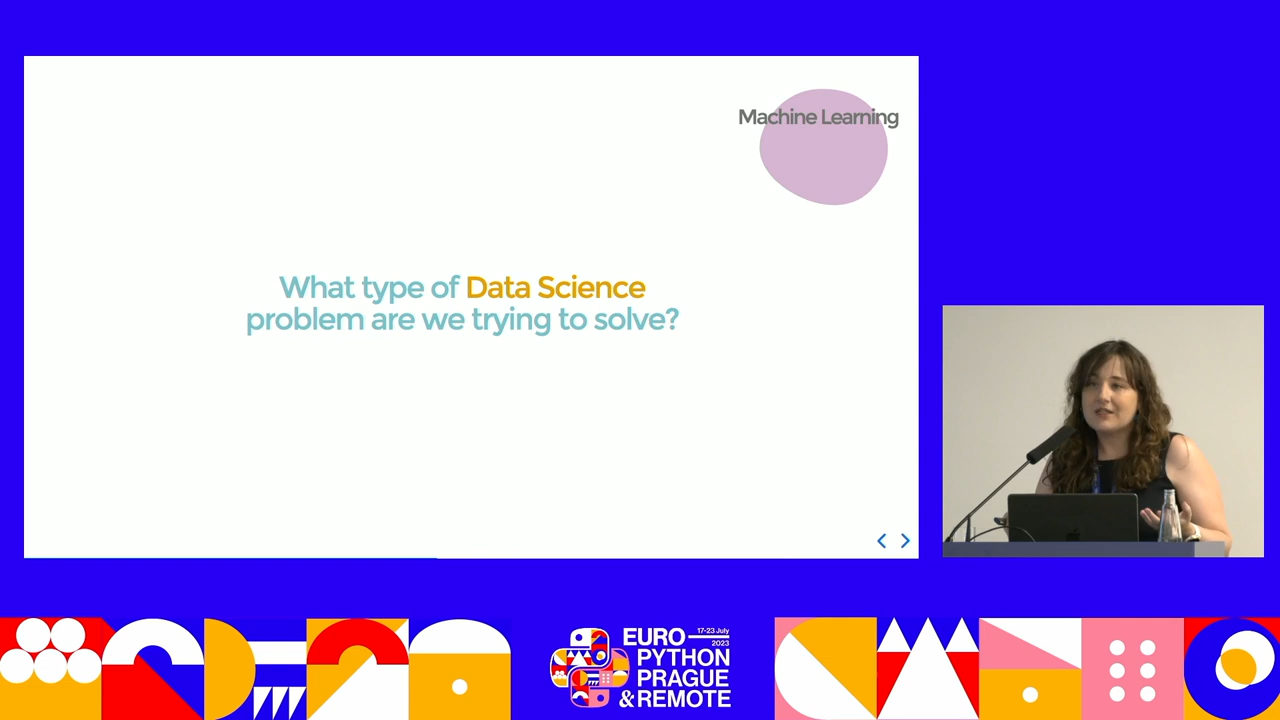 Machine Learning
What type of Data Science
problem are we trying to solve?
17-23 July
2023
EURO
PYTHON
PRAGUE
& REMOTE